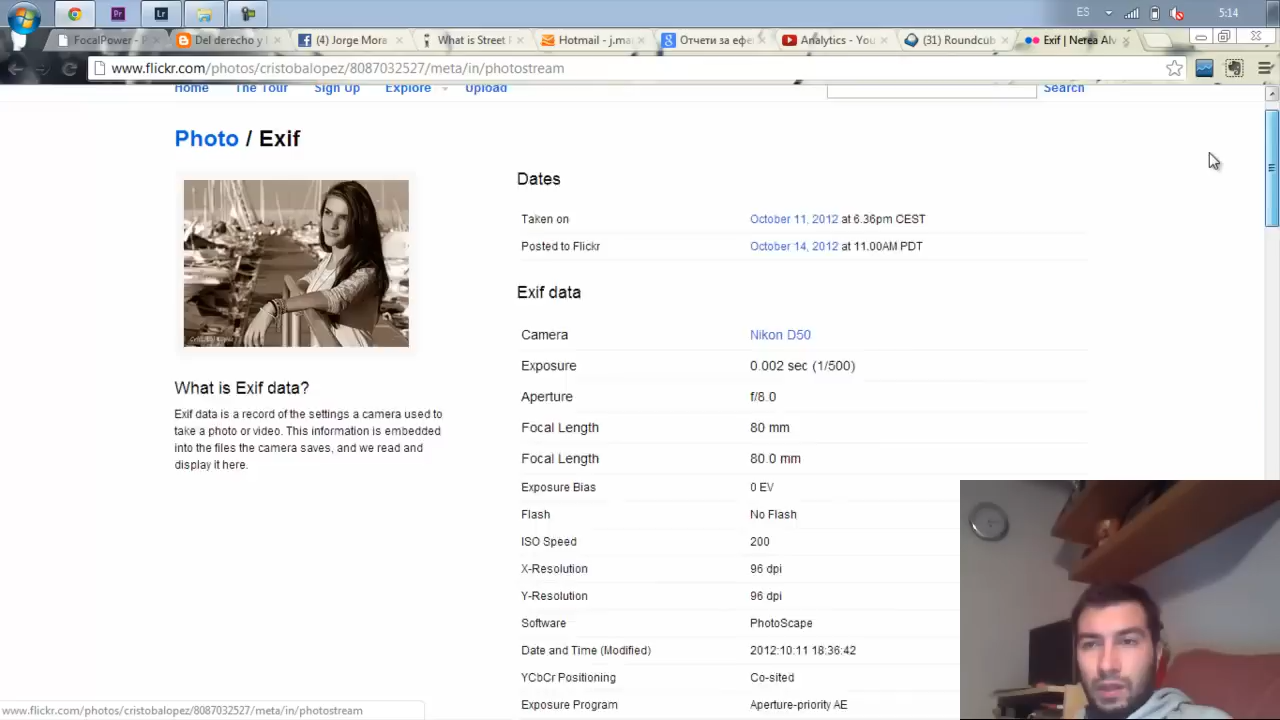 ES 5:14
FocalPower - P
Del derecho y l
(4) Jorge Mora
What is Street F
Hotmail - j.ma
Отчети за ефе
Analytics - You
(31) Roundcub
Exif | Nerea Alv
www.flickr.com/photos/cristobalopez/8087032527/meta/in/photostream
Home The Tour Sign Up Explore Upload Search
Photo / Exif
Dates
Taken on October 11, 2012 at 6.36pm CEST
Posted to Flickr October 14, 2012 at 11.00AM PDT
Exif data
Camera Nikon D50
Exposure 0.002 sec (1/500)
Aperture f/8.0
Focal Length 80 mm
Focal Length 80.0 mm
Exposure Bias 0 EV
Flash No Flash
ISO Speed 200
X-Resolution 96 dpi
Y-Resolution 96 dpi
Software PhotoScape
Date and Time (Modified) 2012:10:11 18:36:42
YCbCr Positioning Co-sited
Exposure Program Aperture-priority AE
What is Exif data?
Exif data is a record of the settings a camera used to
take a photo or video. This information is embedded
into the files the camera saves, and we read and
display it here.
www.flickr.com/photos/cristobalopez/8087032527/meta/in/photostream